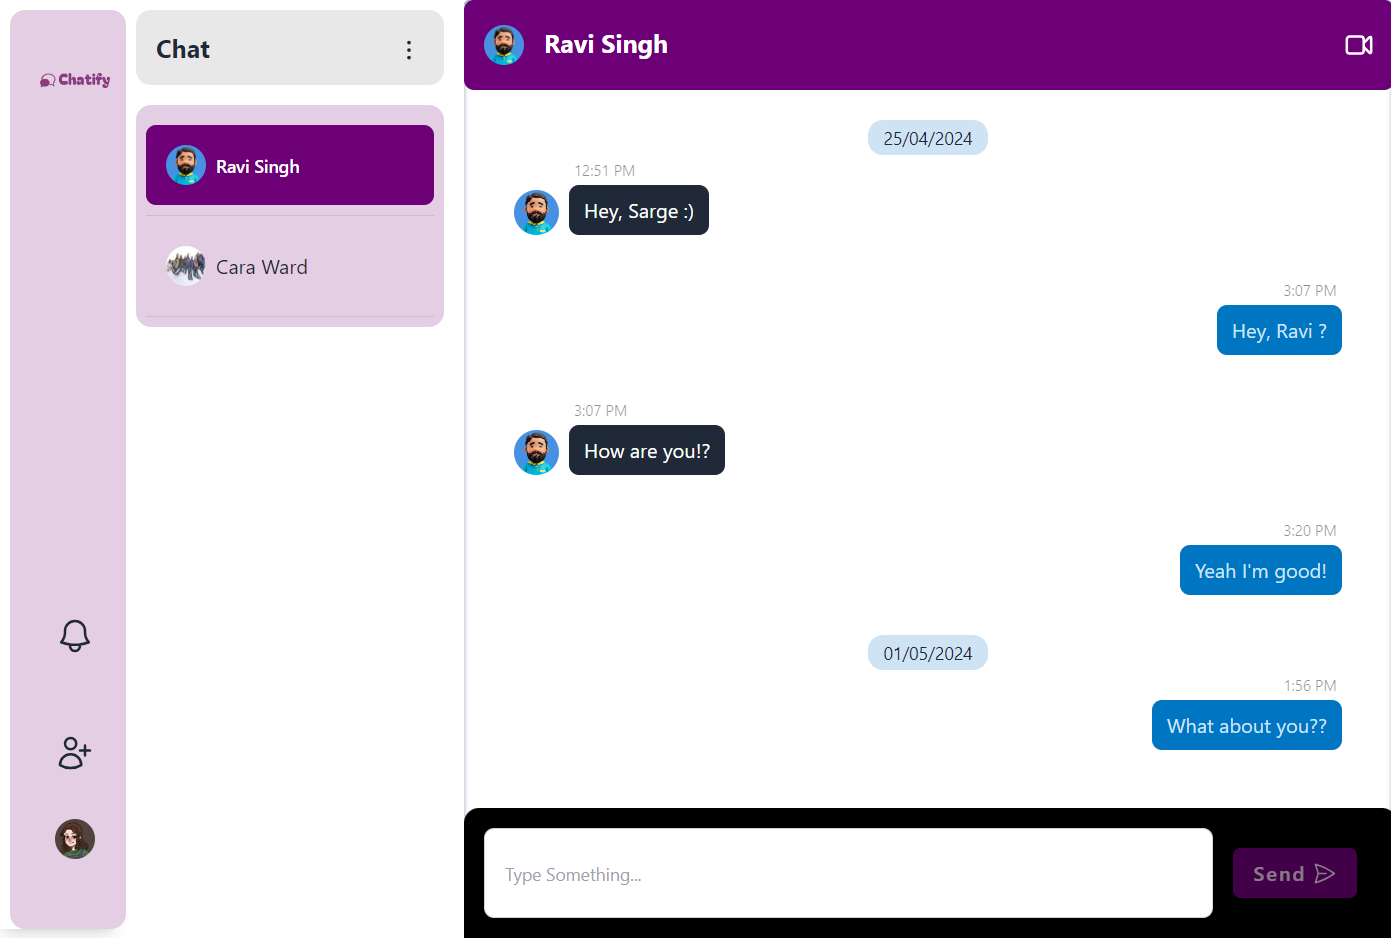 Chatify
Chat
Ravi Singh
Cara Ward
Ravi Singh
25/04/2024
12:51 PM
Hey, Sarge :)
3:07 PM
Hey, Ravi ?
3:07 PM
How are you!?
3:20 PM
Yeah I'm good!
01/05/2024
1:56 PM
What about you??
Type Something...
Send